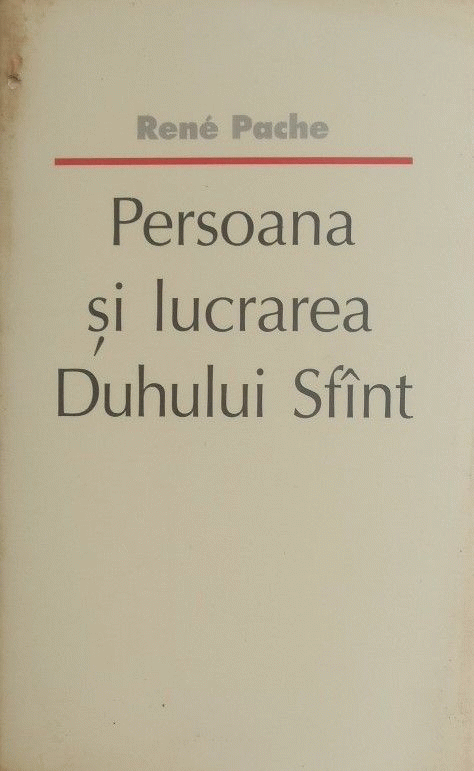 René Pache
Persoana
și lucrarea
Duhului Sfînt